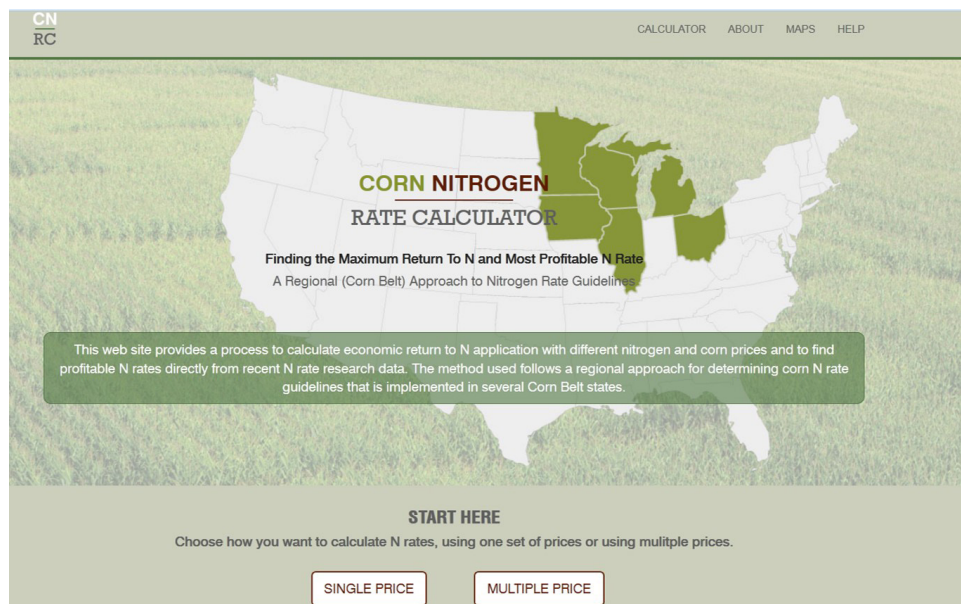 CN
RC
CALCULATOR ABOUT MAPS HELP
CORN NITROGEN
RATE CALCULATOR
Finding the Maximum Return To N and Most Profitable N Rate
A Regional (Corn Belt) Approach to Nitrogen Rate Guidelines.
This web site provides a process to calculate economic return to N application with different nitrogen and corn prices and to find
profitable N rates directly from recent N rate research data. The method used follows a regional approach for determining corn N rate
guidelines that is implemented in several Corn Belt states.
START HERE
Choose how you want to calculate N rates, using one set of prices or using mulitple prices.
SINGLE PRICE MULTIPLE PRICE